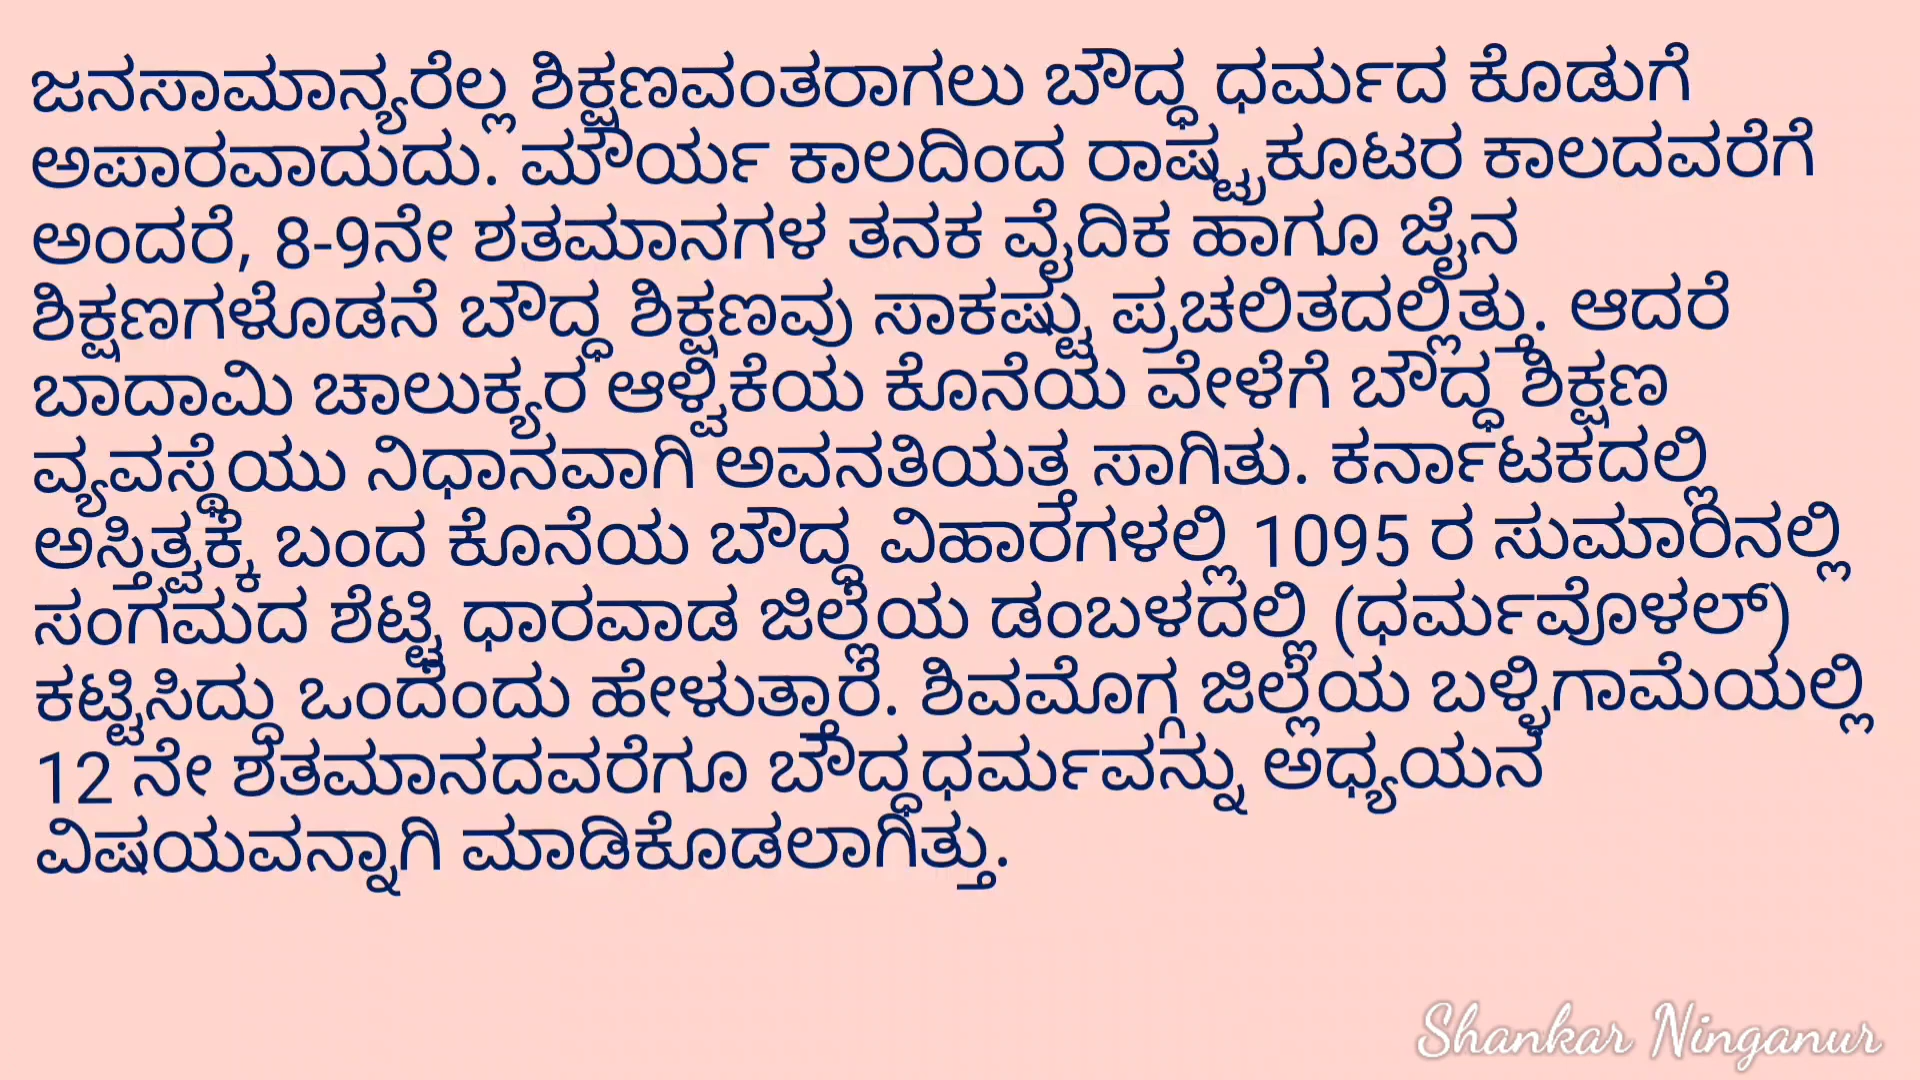 ಜನಸಾಮಾನ್ಯರೆಲ್ಲ ಶಿಕ್ಷಣವಂತರಾಗಲು ಬೌದ್ಧ ಧರ್ಮದ ಕೊಡುಗೆ
ಅಪಾರವಾದುದು. ಮೌರ್ಯ ಕಾಲದಿಂದ ರಾಷ್ಟ್ರಕೂಟರ ಕಾಲದವರೆಗೆ
ಅಂದರೆ, 8-9ನೇ ಶತಮಾನಗಳ ತನಕ ವೈದಿಕ ಹಾಗೂ ಜೈನ
ಶಿಕ್ಷಣಗಳೊಡನೆ ಬೌದ್ಧ ಶಿಕ್ಷಣವು ಸಾಕಷ್ಟು ಪ್ರಚಲಿತದಲ್ಲಿತ್ತು. ಆದರೆ
ಬಾದಾಮಿ ಚಾಲುಕ್ಯರ ಆಳ್ವಿಕೆಯ ಕೊನೆಯ ವೇಳೆಗೆ ಬೌದ್ಧ ಶಿಕ್ಷಣ
ವ್ಯವಸ್ಥೆಯು ನಿಧಾನವಾಗಿ ಅವನತಿಯತ್ತ ಸಾಗಿತು. ಕರ್ನಾಟಕದಲ್ಲಿ
ಅಸ್ತಿತ್ವಕ್ಕೆ ಬಂದ ಕೊನೆಯ ಬೌದ್ಧ ವಿಹಾರಗಳಲ್ಲಿ 1095 ರ ಸುಮಾರಿನಲ್ಲಿ
ಸಂಗಮದ ಶೆಟ್ಟಿ ಧಾರವಾಡ ಜಿಲ್ಲೆಯ ಡಂಬಳದಲ್ಲಿ (ಧರ್ಮವೊಳಲ್)
ಕಟ್ಟಿಸಿದ್ದು ಒಂದೆಂದು ಹೇಳುತ್ತಾರೆ. ಶಿವಮೊಗ್ಗ ಜಿಲ್ಲೆಯ ಬಳ್ಳಿಗಾಮೆಯಲ್ಲಿ
12 ನೇ ಶತಮಾನದವರೆಗೂ ಬೌದ್ಧಧರ್ಮವನ್ನು ಅಧ್ಯಯನ
ವಿಷಯವನ್ನಾಗಿ ಮಾಡಿಕೊಡಲಾಗಿತ್ತು.
Shankar Ninganur